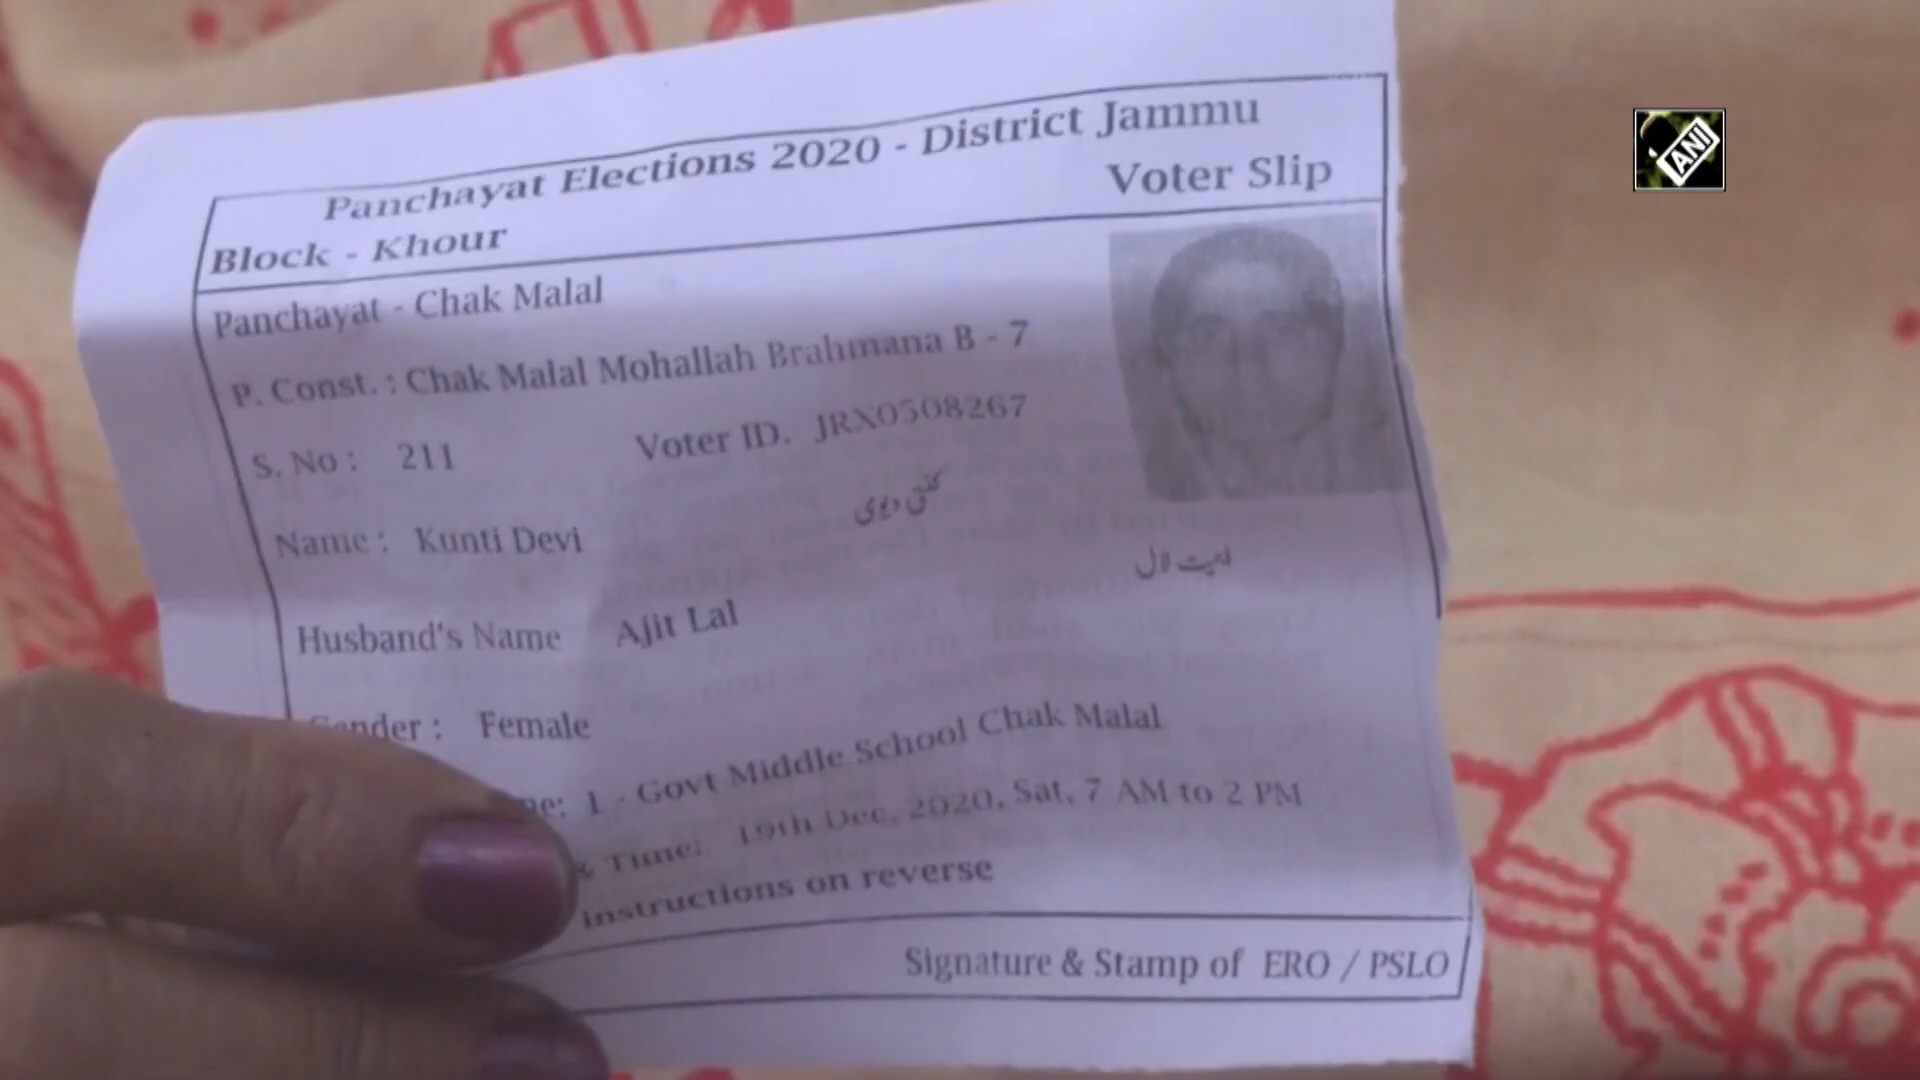 ANI
Panchayat Elections 2020 - District Jammu
Block - Khour Voter Slip
Panchayat - Chak Malal
P. Const. : Chak Malal Mohallah Brahmana B - 7
S. No : 211 Voter ID. JRX0508267
Name : Kunti Devi کنتی دیوی
Husband's Name Ajit Lal اجیت لال
Gender : Female
1 - Govt Middle School Chak Malal
& Time: 19th Dec, 2020, Sat, 7 AM to 2 PM
instructions on reverse
Signature & Stamp of ERO / PSLO